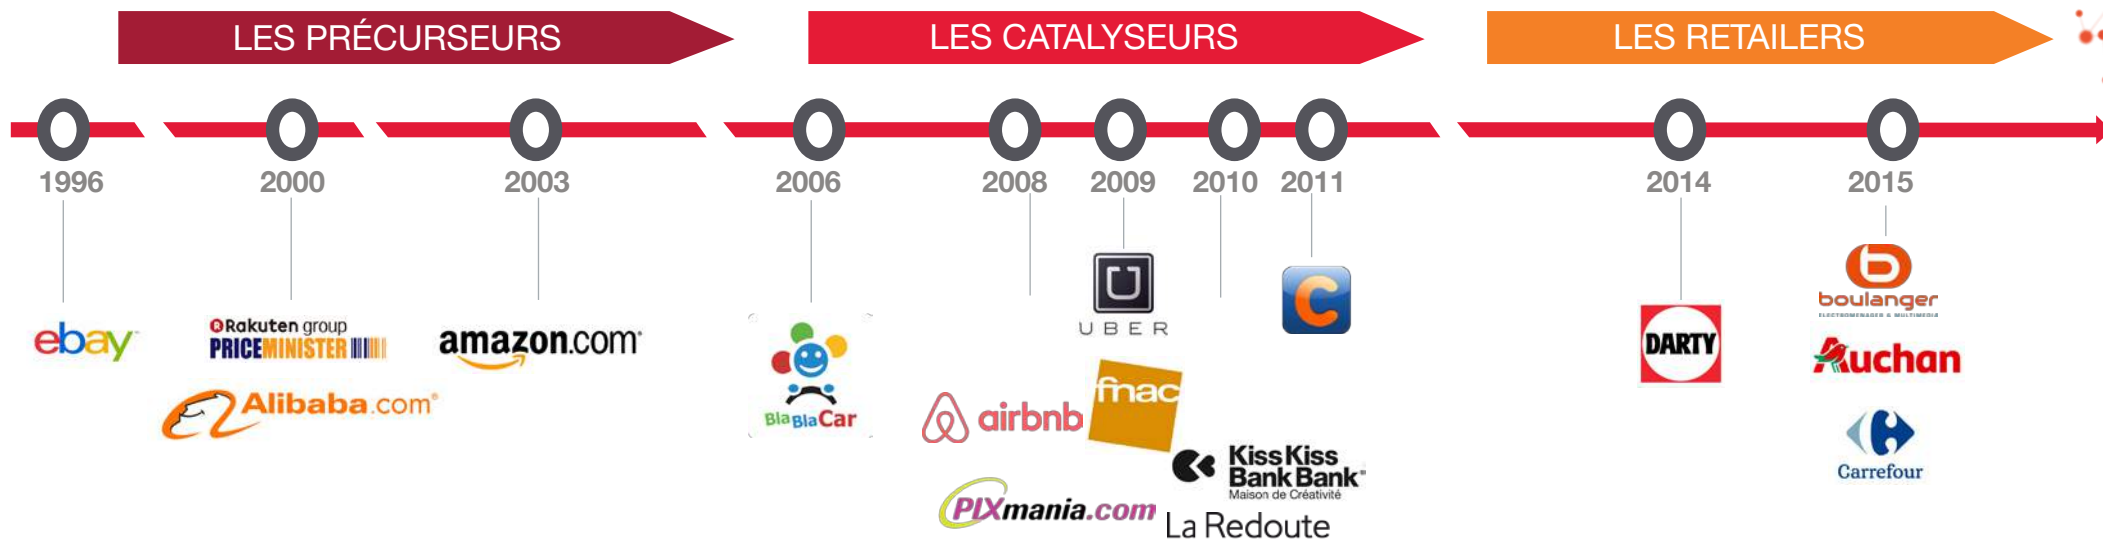 LES PRÉCURSEURS
LES CATALYSEURS
LES RETAILERS
1996
2000
2003
2006
2008
2009
2010
2011
2014
2015
ebay
Rakuten group
PRICEMINISTER
Alibaba.com®
amazon.com
BlaBlaCar
airbnb
PIXmania.com
UBER
fnac
KissKiss
BankBank
Maison de Créativité
La Redoute
C
DARTY
b
boulanger
ELECTROMENAGER & MULTIMEDIA
Auchan
Carrefour